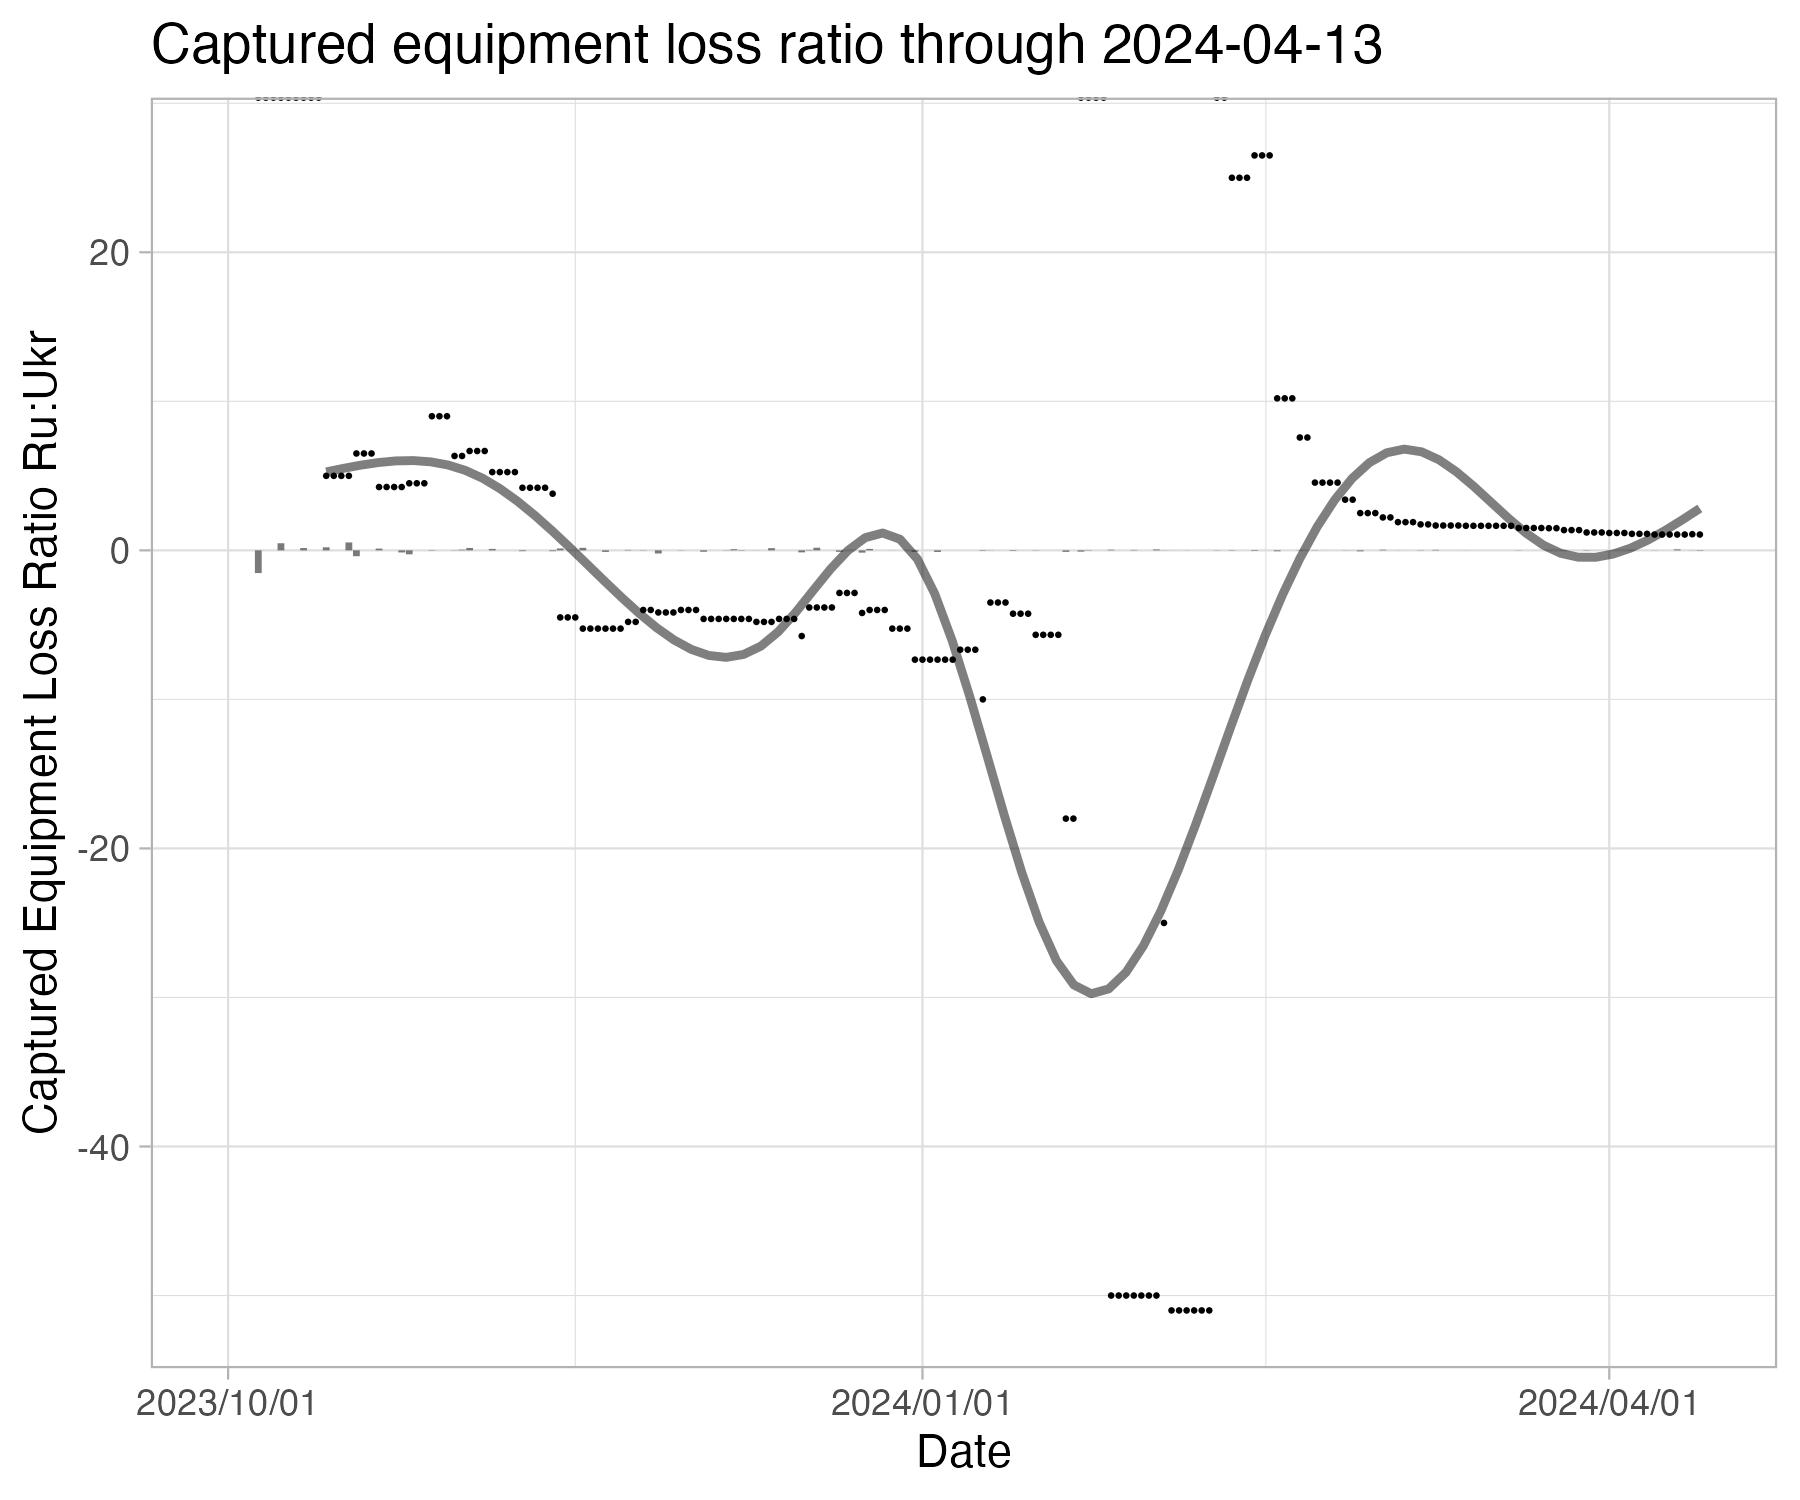 Captured equipment loss ratio through 2024-04-13
Captured Equipment Loss Ratio Ru:Ukr
20
0
-20
-40
2023/10/01
2024/01/01
2024/04/01
Date